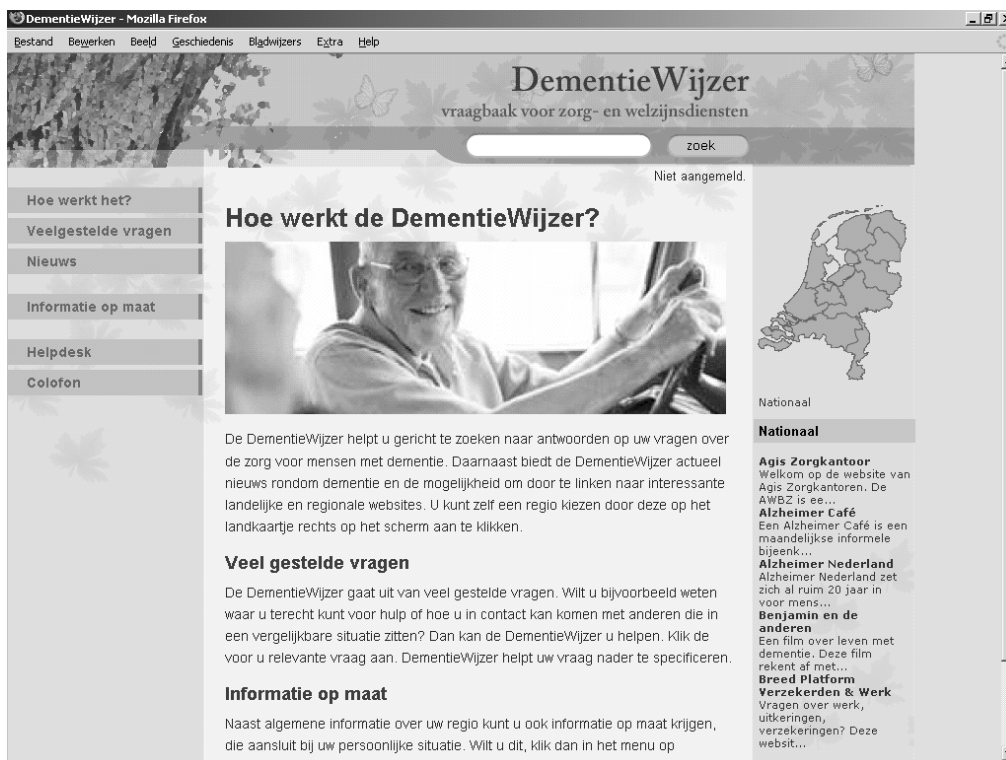 DementieWijzer - Mozilla Firefox
Bestand Bewerken Beeld Geschiedenis Bladwijzers Extra Help
DementieWijzer
vraagbaak voor zorg- en welzijnsdiensten
zoek
Niet aangemeld.
Hoe werkt het?
Veelgestelde vragen
Nieuws
Informatie op maat
Helpdesk
Colofon
Hoe werkt de DementieWijzer?
De DementieWijzer helpt u gericht te zoeken naar antwoorden op uw vragen over
de zorg voor mensen met dementie. Daarnaast biedt de DementieWijzer actueel
nieuws rondom dementie en de mogelijkheid om door te linken naar interessante
landelijke en regionale websites. U kunt zelf een regio kiezen door deze op het
landkaartje rechts op het scherm aan te klikken.
Veel gestelde vragen
De DementieWijzer gaat uit van veel gestelde vragen. Wilt u bijvoorbeeld weten
waar u terecht kunt voor hulp of hoe u in contact kan komen met anderen die in
een vergelijkbare situatie zitten? Dan kan de DementieWijzer u helpen. Klik de
voor u relevante vraag aan. DementieWijzer helpt uw vraag nader te specificeren.
Informatie op maat
Naast algemene informatie over uw regio kunt u ook informatie op maat krijgen,
die aansluit bij uw persoonlijke situatie. Wilt u dit, klik dan in het menu op
Nationaal
Nationaal
Agis Zorgkantoor
Welkom op de website van
Agis Zorgkantoren. De
AWBZ is ee...
Alzheimer Café
Een Alzheimer Café is een
maandelijkse informele
bijeenk...
Alzheimer Nederland
Alzheimer Nederland zet
zich al ruim 20 jaar in
voor mens...
Benjamin en de
anderen
Een film over leven met
dementie. Deze film
rekent af met...
Breed Platform
Verzekerden & Werk
Vragen over werk,
uitkeringen,
verzekeringen? Deze
websit...